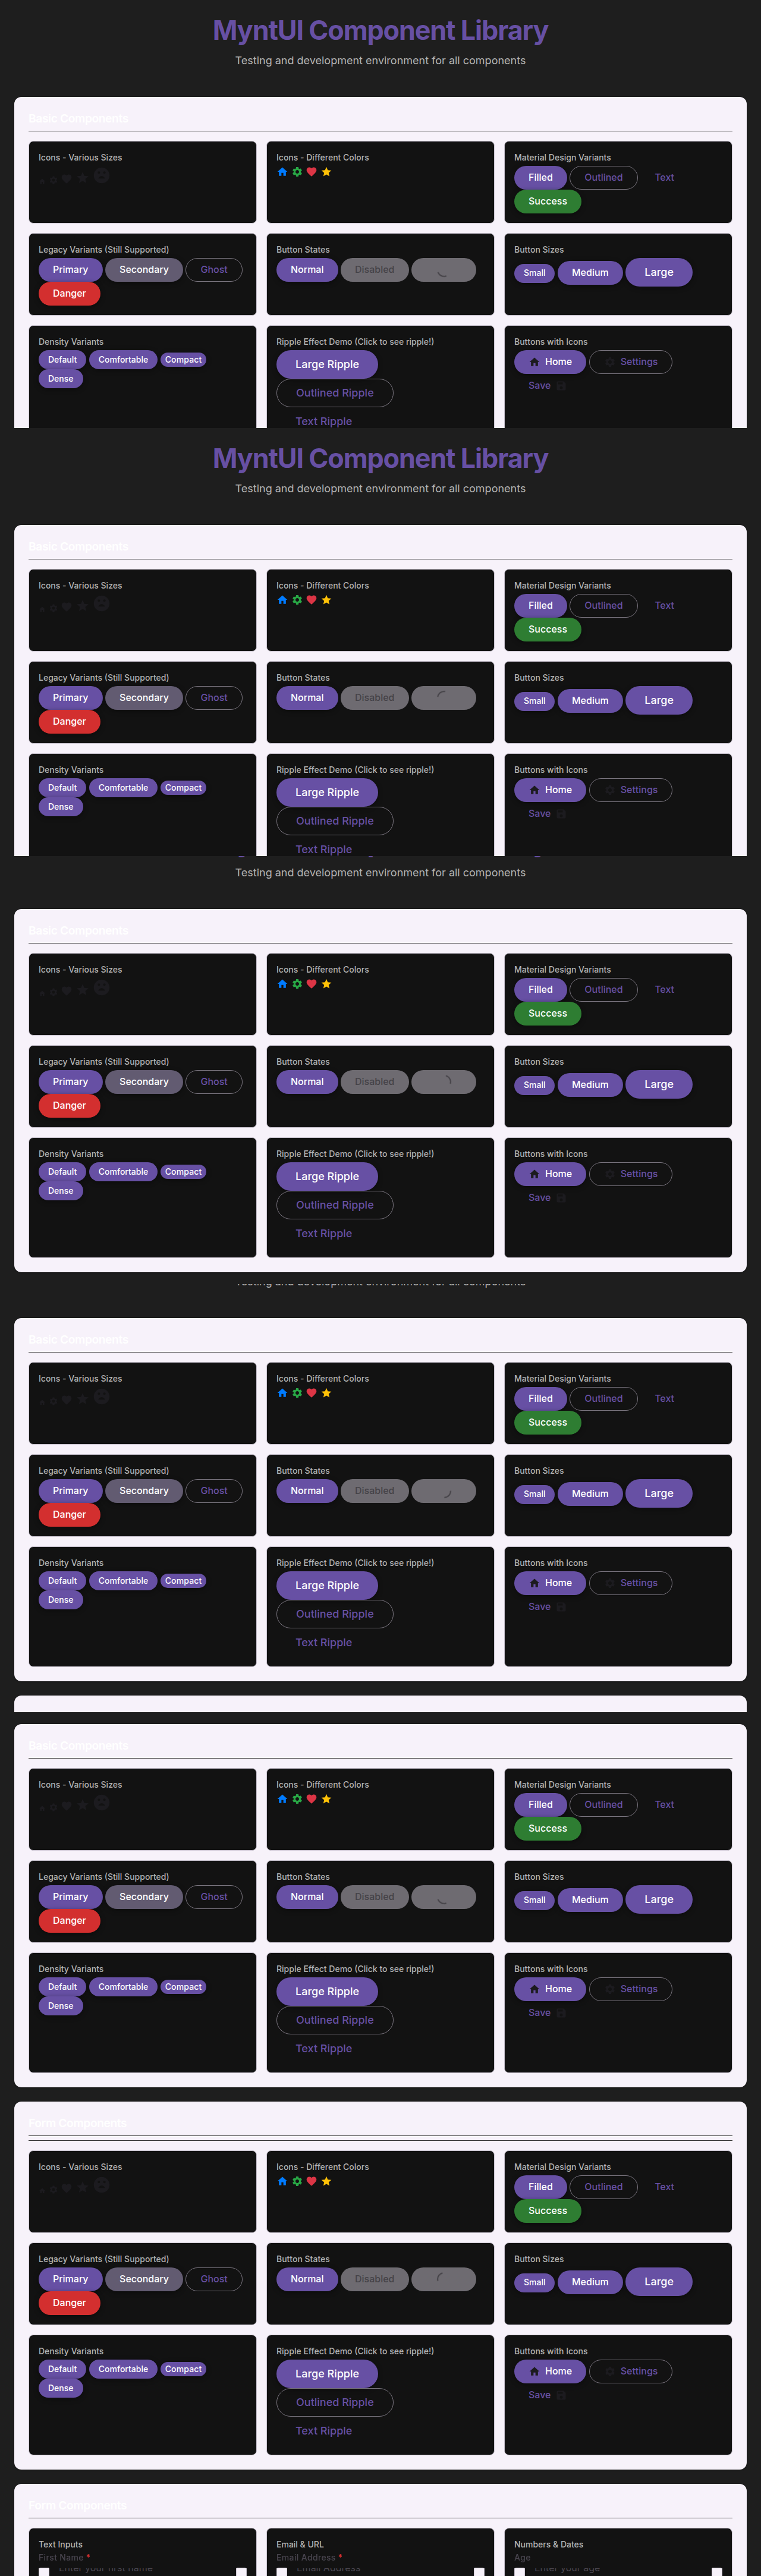 MyntUI Component Library
Testing and development environment for all components
Basic Components
Icons - Various Sizes
Icons - Different Colors
Material Design Variants
Filled
Outlined
Text
Success
Legacy Variants (Still Supported)
Primary
Secondary
Ghost
Danger
Button States
Normal
Disabled
Button Sizes
Small
Medium
Large
Density Variants
Default
Comfortable
Compact
Dense
Ripple Effect Demo (Click to see ripple!)
Large Ripple
Outlined Ripple
Text Ripple
Buttons with Icons
Home
Settings
Save
MyntUI Component Library
Testing and development environment for all components
Basic Components
Icons - Various Sizes
Icons - Different Colors
Material Design Variants
Filled
Outlined
Text
Success
Legacy Variants (Still Supported)
Primary
Secondary
Ghost
Danger
Button States
Normal
Disabled
Button Sizes
Small
Medium
Large
Density Variants
Default
Comfortable
Compact
Dense
Ripple Effect Demo (Click to see ripple!)
Large Ripple
Outlined Ripple
Text Ripple
Buttons with Icons
Home
Settings
Save
Testing and development environment for all components
Basic Components
Icons - Various Sizes
Icons - Different Colors
Material Design Variants
Filled
Outlined
Text
Success
Legacy Variants (Still Supported)
Primary
Secondary
Ghost
Danger
Button States
Normal
Disabled
Button Sizes
Small
Medium
Large
Density Variants
Default
Comfortable
Compact
Dense
Ripple Effect Demo (Click to see ripple!)
Large Ripple
Outlined Ripple
Text Ripple
Buttons with Icons
Home
Settings
Save
Testing and development environment for all components
Basic Components
Icons - Various Sizes
Icons - Different Colors
Material Design Variants
Filled
Outlined
Text
Success
Legacy Variants (Still Supported)
Primary
Secondary
Ghost
Danger
Button States
Normal
Disabled
Button Sizes
Small
Medium
Large
Density Variants
Default
Comfortable
Compact
Dense
Ripple Effect Demo (Click to see ripple!)
Large Ripple
Outlined Ripple
Text Ripple
Buttons with Icons
Home
Settings
Save
Basic Components
Icons - Various Sizes
Icons - Different Colors
Material Design Variants
Filled
Outlined
Text
Success
Legacy Variants (Still Supported)
Primary
Secondary
Ghost
Danger
Button States
Normal
Disabled
Button Sizes
Small
Medium
Large
Density Variants
Default
Comfortable
Compact
Dense
Ripple Effect Demo (Click to see ripple!)
Large Ripple
Outlined Ripple
Text Ripple
Buttons with Icons
Home
Settings
Save
Form Components
Icons - Various Sizes
Icons - Different Colors
Material Design Variants
Filled
Outlined
Text
Success
Legacy Variants (Still Supported)
Primary
Secondary
Ghost
Danger
Button States
Normal
Disabled
Button Sizes
Small
Medium
Large
Density Variants
Default
Comfortable
Compact
Dense
Ripple Effect Demo (Click to see ripple!)
Large Ripple
Outlined Ripple
Text Ripple
Buttons with Icons
Home
Settings
Save
Form Components
Text Inputs
First Name *
Enter your first name
Email & URL
Email Address *
Email Address
Numbers & Dates
Age
Enter your age